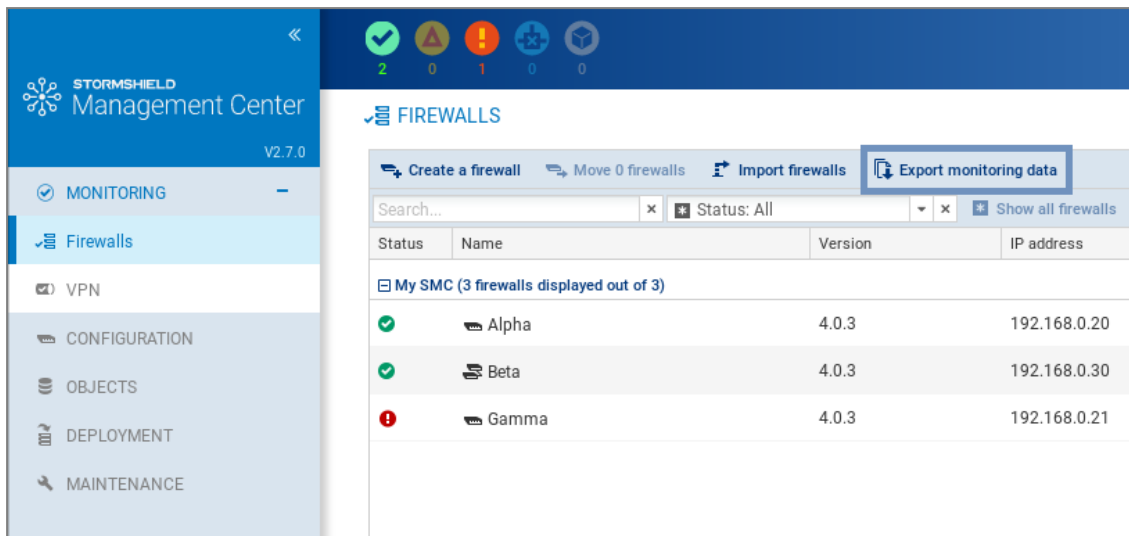 «
STORMSHIELD
Management Center
V2.7.0
MONITORING −
Firewalls
VPN
CONFIGURATION
OBJECTS
DEPLOYMENT
MAINTENANCE
2 0 1 0 0
FIREWALLS
Create a firewall Move 0 firewalls Import firewalls Export monitoring data
Search... × Status: All × Show all firewalls
Status Name Version IP address
My SMC (3 firewalls displayed out of 3)
Alpha 4.0.3 192.168.0.20
Beta 4.0.3 192.168.0.30
Gamma 4.0.3 192.168.0.21